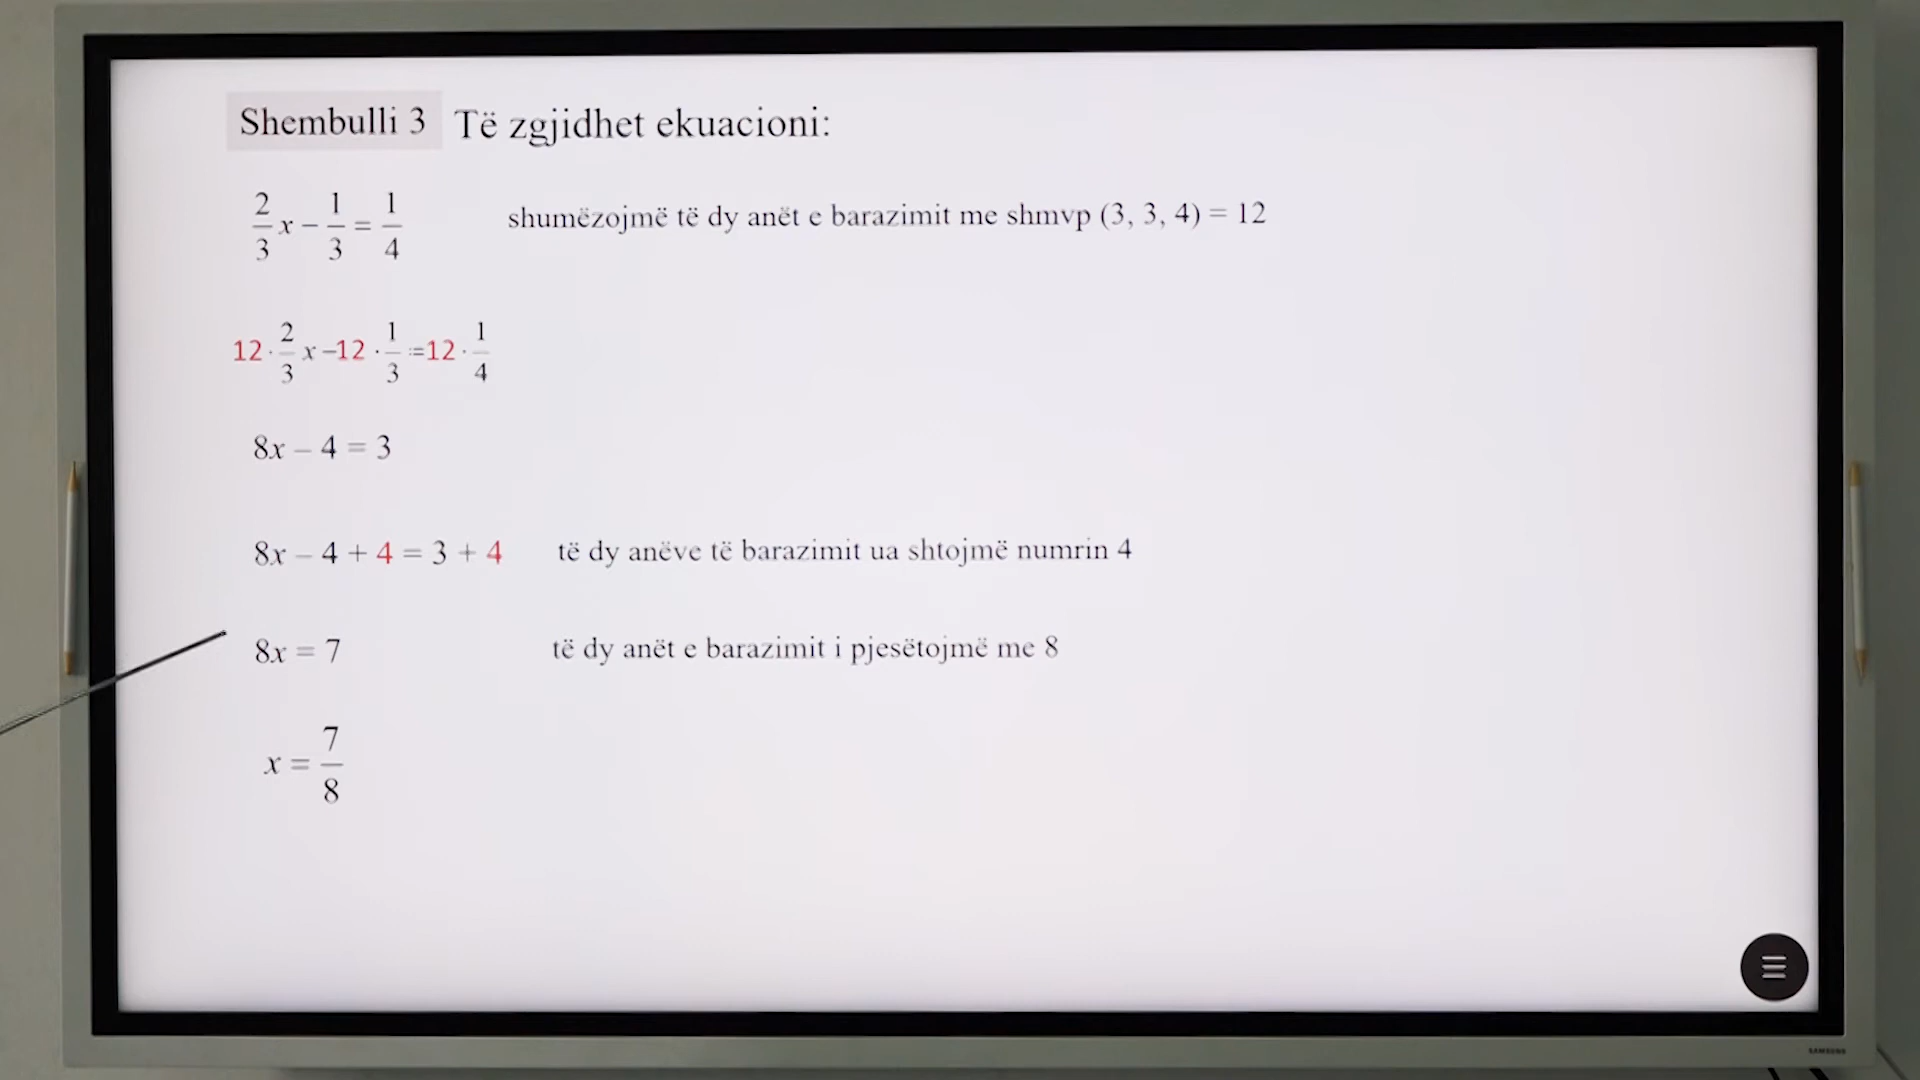 Shembulli 3 Të zgjidhet ekuacioni:
2/3 x − 1/3 = 1/4 shumëzojmë të dy anët e barazimit me shmvp (3, 3, 4) = 12
12 · 2/3 x −12 · 1/3 =12 · 1/4
8x – 4 = 3
8x – 4 + 4 = 3 + 4 të dy anëve të barazimit ua shtojmë numrin 4
8x = 7 të dy anët e barazimit i pjesëtojmë me 8
x = 7/8
SAMSUNG